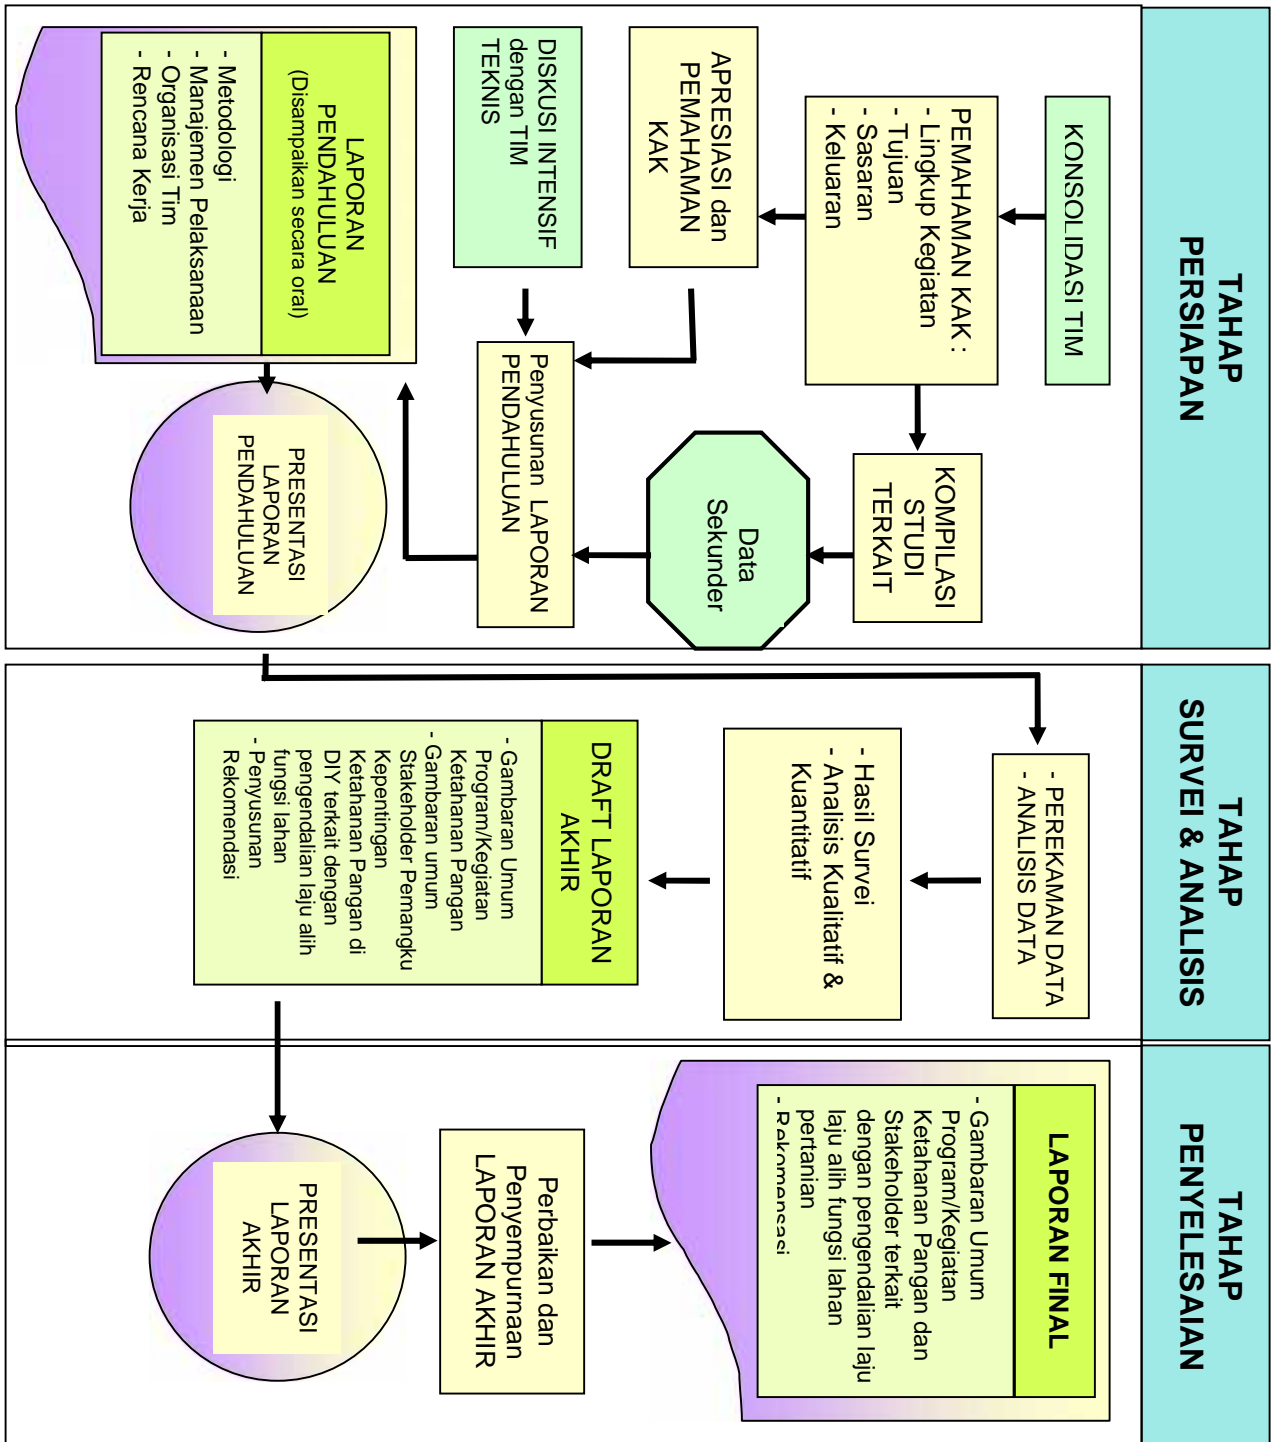 TAHAP
PERSIAPAN
KONSOLIDASI TIM
PEMAHAMAN KAK :
- Lingkup Kegiatan
- Tujuan
- Sasaran
- Keluaran
APRESIASI dan
PEMAHAMAN
KAK
KOMPILASI
STUDI
TERKAIT
Data
Sekunder
DISKUSI INTENSIF
dengan TIM
TEKNIS
Penyusunan LAPORAN
PENDAHULUAN
LAPORAN
PENDAHULUAN
(Disampaikan secara oral)
- Metodologi
- Manajemen Pelaksanaan
- Organisasi Tim
- Rencana Kerja
PRESENTASI
LAPORAN
PENDAHULUAN
TAHAP
SURVEI & ANALISIS
- PEREKAMAN DATA
- ANALISIS DATA
- Hasil Survei
- Analisis Kualitatif &
Kuantitatif
DRAFT LAPORAN
AKHIR
- Gambaran Umum
Program/Kegiatan
Ketahanan Pangan
- Gambaran umum
Stakeholder Pemangku
Kepentingan
Ketahanan Pangan di
DIY terkait dengan
pengendalian laju alih
fungsi lahan
- Penyusunan
Rekomendasi
TAHAP
PENYELESAIAN
LAPORAN FINAL
- Gambaran Umum
Program/Kegiatan
Ketahanan Pangan dan
Stakeholder terkait
dengan pengendalian laju
laju alih fungsi lahan
pertanian
- Rekomensasi
Perbaikan dan
Penyempurnaan
LAPORAN AKHIR
PRESENTASI
LAPORAN
AKHIR